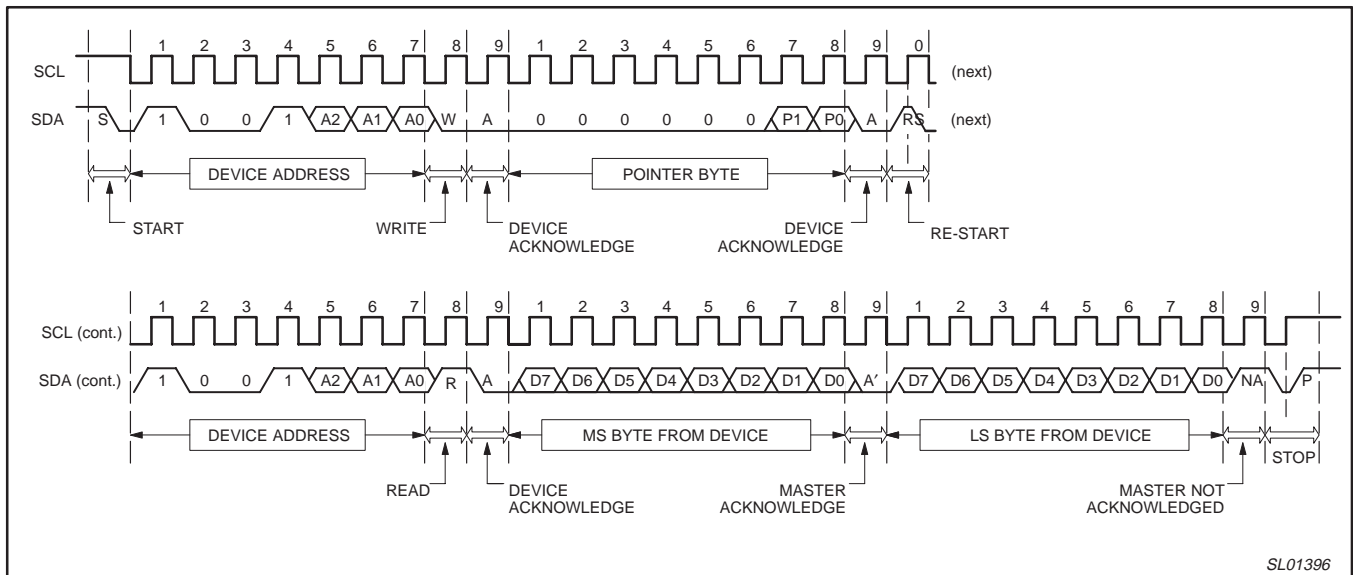 1 2 3 4 5 6 7 8 9 1 2 3 4 5 6 7 8 9 0
SCL (next)
SDA S 1 0 0 1 A2 A1 A0 W A 0 0 0 0 0 0 P1 P0 A RS (next)
DEVICE ADDRESS POINTER BYTE
START WRITE DEVICE ACKNOWLEDGE DEVICE ACKNOWLEDGE RE-START
1 2 3 4 5 6 7 8 9 1 2 3 4 5 6 7 8 9 1 2 3 4 5 6 7 8 9
SCL (cont.)
SDA (cont.) 1 0 0 1 A2 A1 A0 R A D7 D6 D5 D4 D3 D2 D1 D0 A′ D7 D6 D5 D4 D3 D2 D1 D0 NA P
DEVICE ADDRESS MS BYTE FROM DEVICE LS BYTE FROM DEVICE STOP
READ DEVICE ACKNOWLEDGE MASTER ACKNOWLEDGE MASTER NOT ACKNOWLEDGED
SL01396